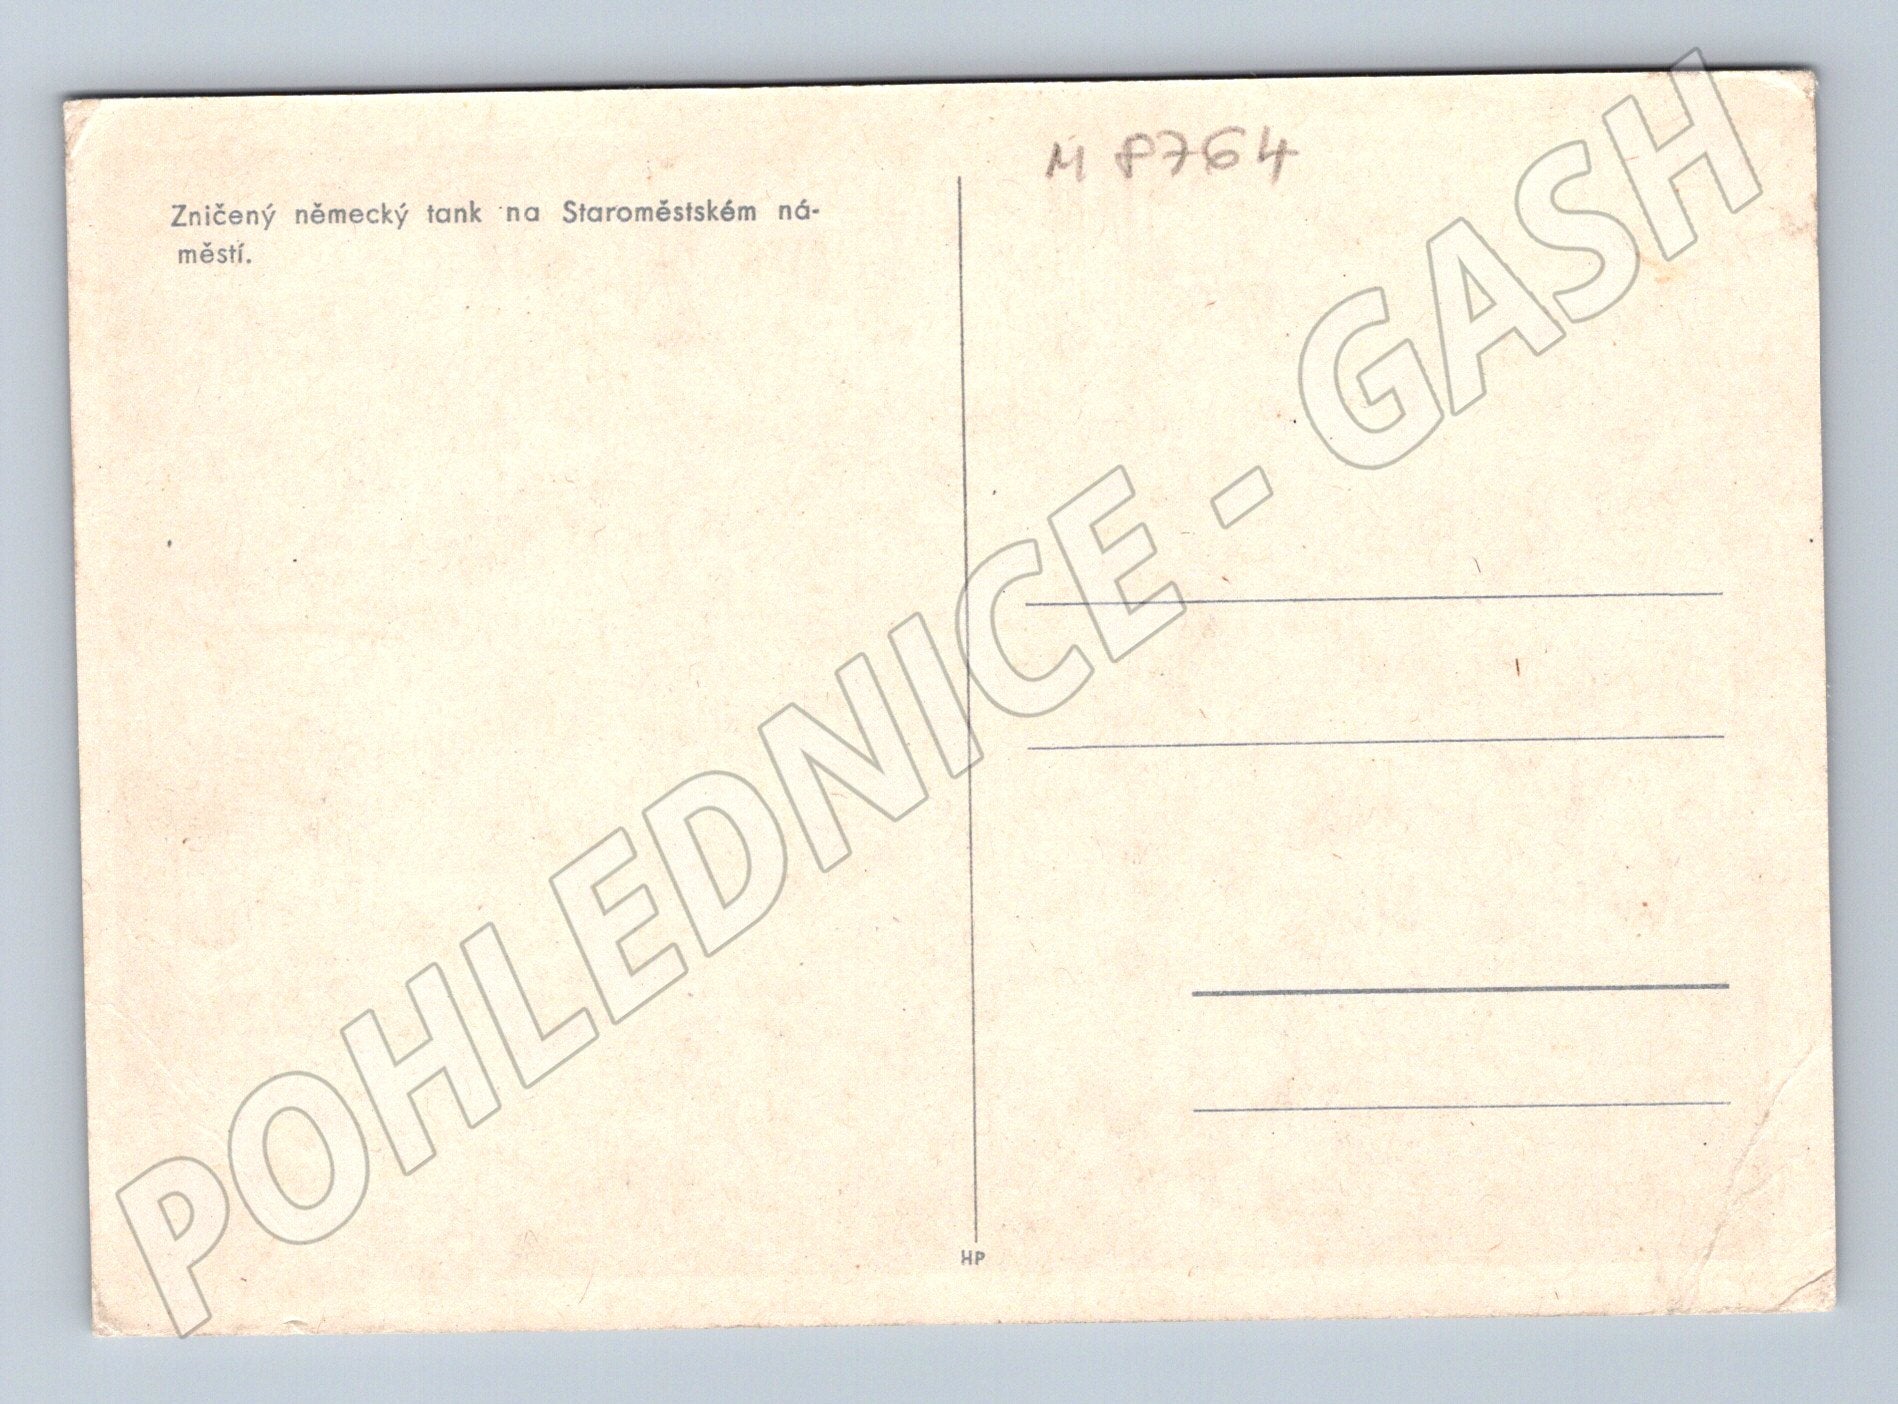 M 8764
Zničený německý tank na Staroměstském ná-
městí.
POHLEDNICE - GASH
HP